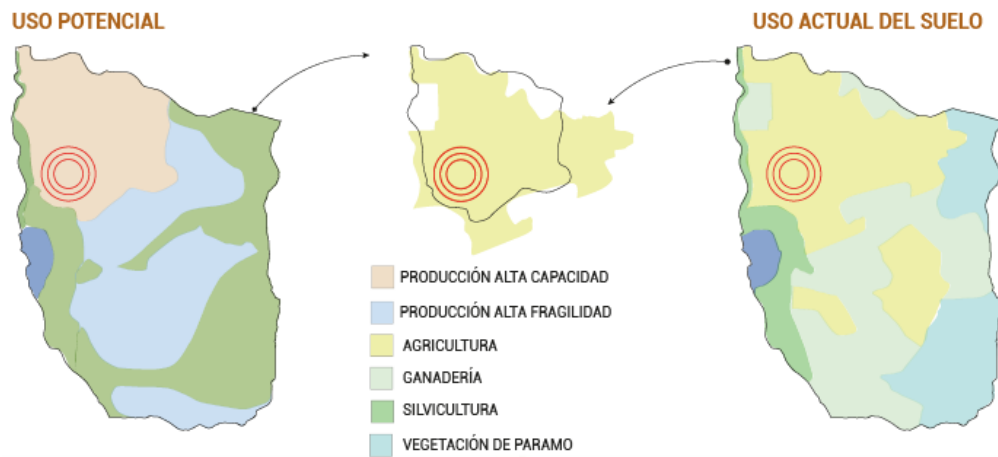 USO POTENCIAL
USO ACTUAL DEL SUELO
PRODUCCIÓN ALTA CAPACIDAD
PRODUCCIÓN ALTA FRAGILIDAD
AGRICULTURA
GANADERÍA
SILVICULTURA
VEGETACIÓN DE PARAMO